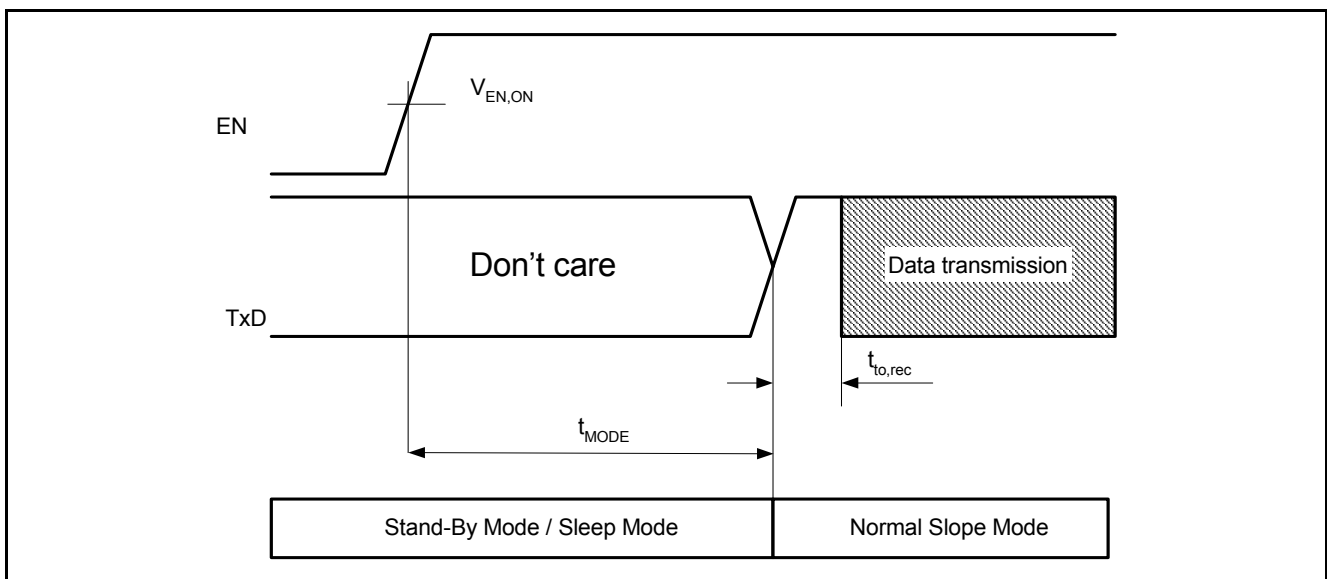 V_EN,ON
EN
Don't care
Data transmission
TxD
t_to,rec
t_MODE
Stand-By Mode / Sleep Mode
Normal Slope Mode